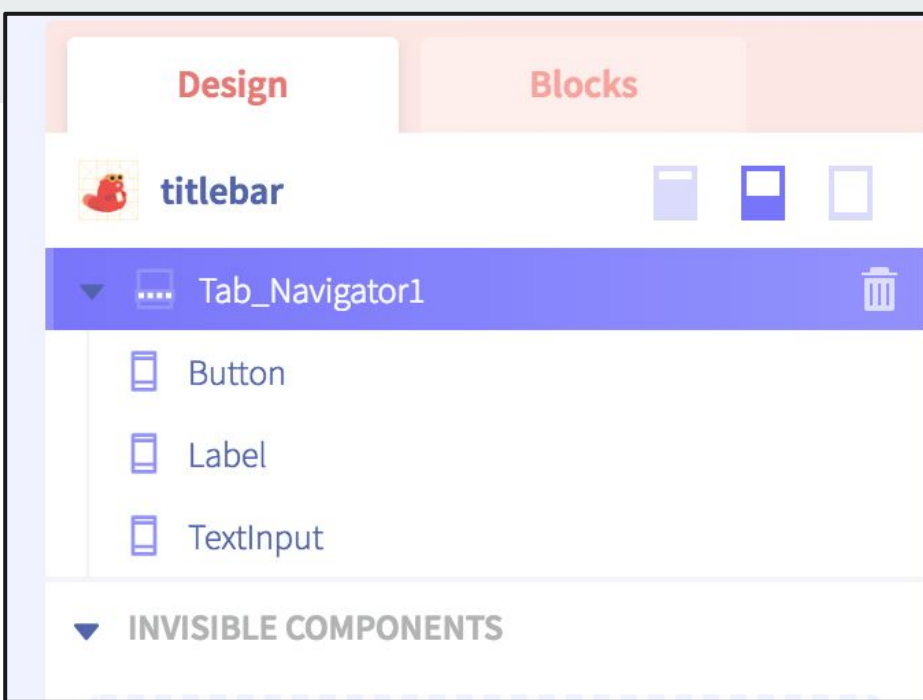 Design Blocks
titlebar
Tab_Navigator1
Button
Label
TextInput
INVISIBLE COMPONENTS